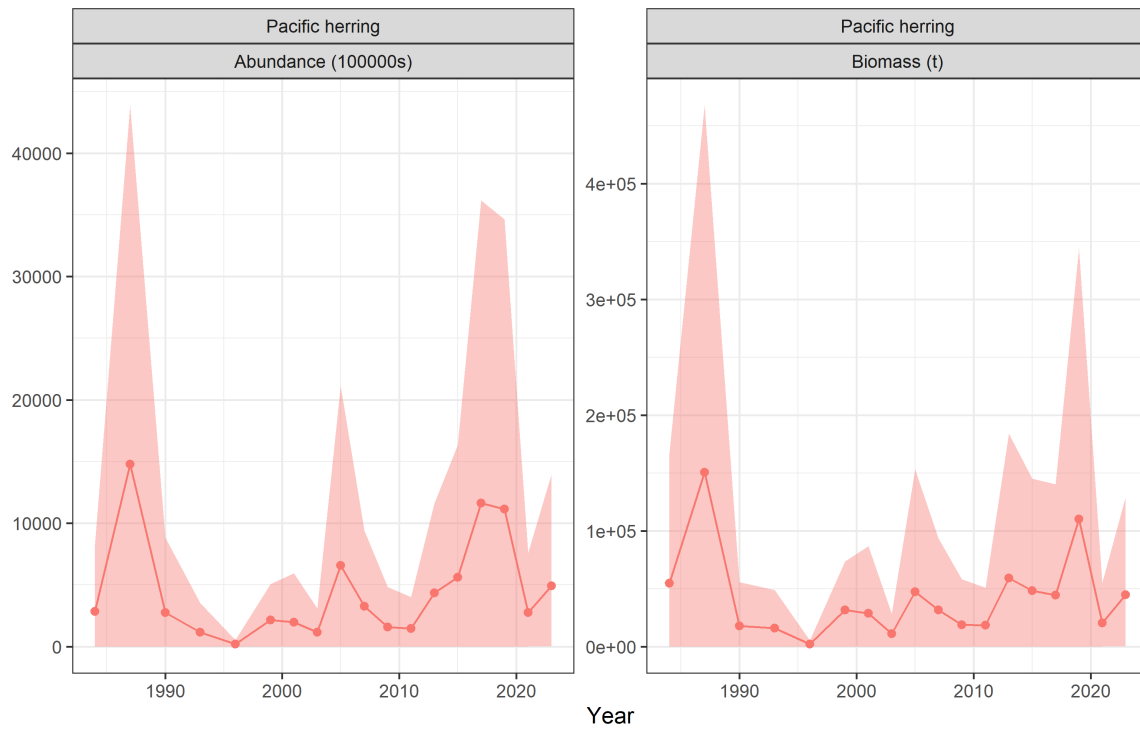 Pacific herring
Abundance (100000s)
40000
30000
20000
10000
0
1990 2000 2010 2020
Pacific herring
Biomass (t)
4e+05
3e+05
2e+05
1e+05
0e+00
1990 2000 2010 2020
Year